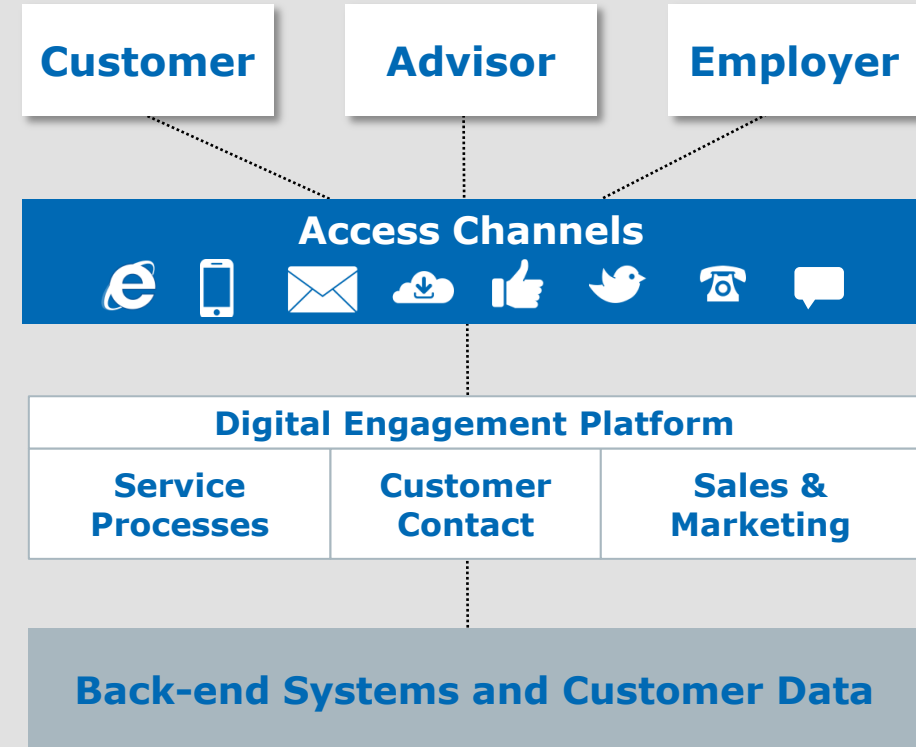 Customer
Advisor
Employer
Access Channels
Digital Engagement Platform
Service
Processes
Customer
Contact
Sales &
Marketing
Back-end Systems and Customer Data